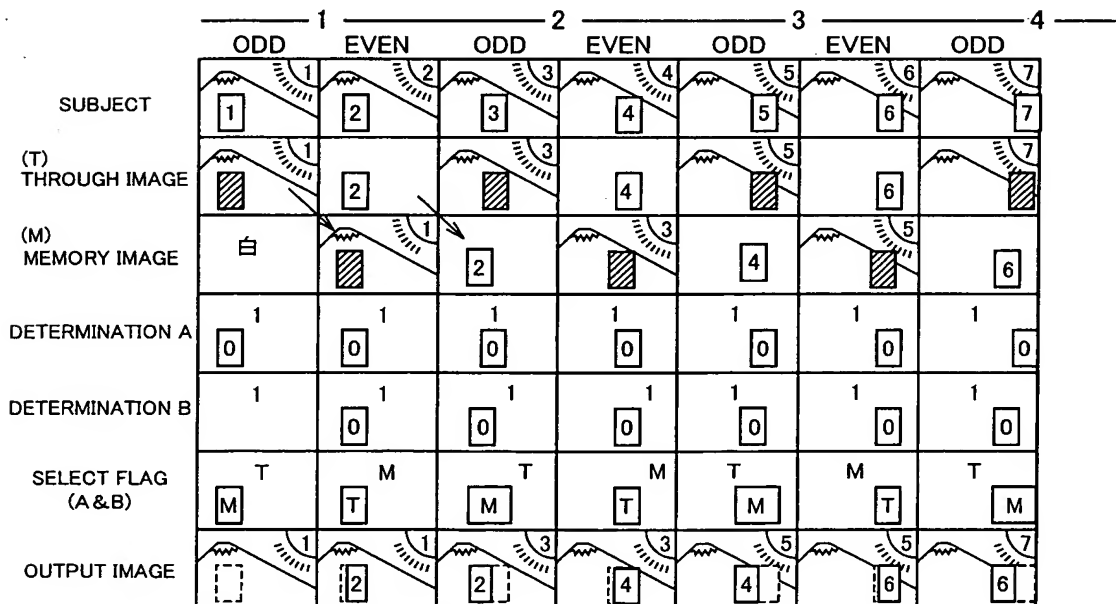 1 2 3 4
ODD EVEN ODD EVEN ODD EVEN ODD
SUBJECT
1 2 3 4 5 6 7
1 2 3 4 5 6 7
(T)
THROUGH IMAGE
1 3 5 7
2 4 6
(M)
MEMORY IMAGE
1 3 5
白 2 4 6
DETERMINATION A
1 1 1 1 1 1 1
0 0 0 0 0 0 0
DETERMINATION B
1 1 1 1 1 1 1
0 0 0 0 0 0
SELECT FLAG
(A&B)
T M T M T M T
M T M T M T M
OUTPUT IMAGE
1 1 3 3 5 5 7
2 2 4 4 6 6